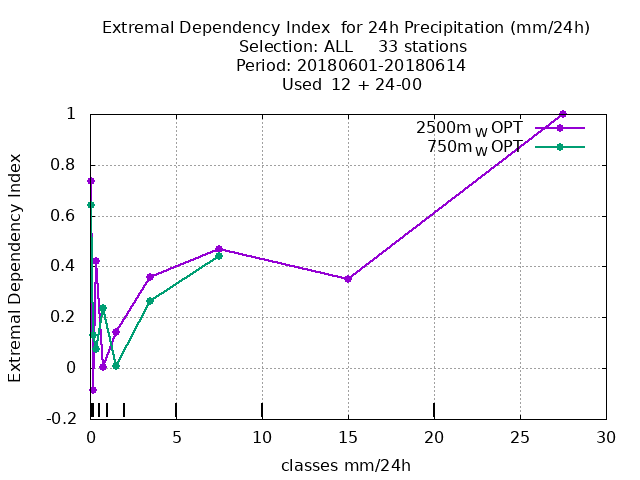 Extremal Dependency Index  for 24h Precipitation (mm/24h)
Selection: ALL     33 stations
Period: 20180601-20180614
Used  12 + 24-00
2500m W OPT
750m W OPT
Extremal Dependency Index
1
0.8
0.6
0.4
0.2
0
-0.2
0 5 10 15 20 25 30
classes mm/24h